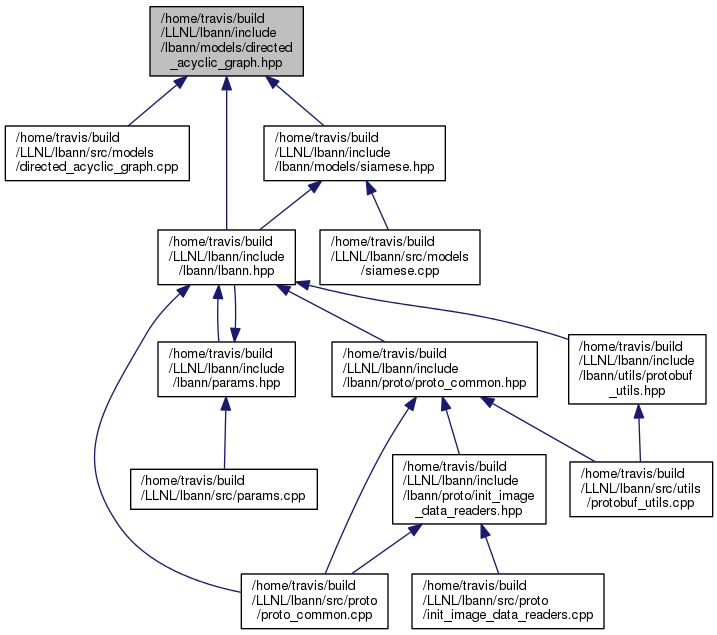 /home/travis/build
/LLNL/lbann/include
/lbann/models/directed
_acyclic_graph.hpp
/home/travis/build
/LLNL/lbann/src/models
/directed_acyclic_graph.cpp
/home/travis/build
/LLNL/lbann/include
/lbann/models/siamese.hpp
/home/travis/build
/LLNL/lbann/include
/lbann/lbann.hpp
/home/travis/build
/LLNL/lbann/src/models
/siamese.cpp
/home/travis/build
/LLNL/lbann/include
/lbann/params.hpp
/home/travis/build
/LLNL/lbann/include
/lbann/proto/proto_common.hpp
/home/travis/build
/LLNL/lbann/include
/lbann/utils/protobuf
_utils.hpp
/home/travis/build
/LLNL/lbann/src/params.cpp
/home/travis/build
/LLNL/lbann/include
/lbann/proto/init_image
_data_readers.hpp
/home/travis/build
/LLNL/lbann/src/utils
/protobuf_utils.cpp
/home/travis/build
/LLNL/lbann/src/proto
/proto_common.cpp
/home/travis/build
/LLNL/lbann/src/proto
/init_image_data_readers.cpp